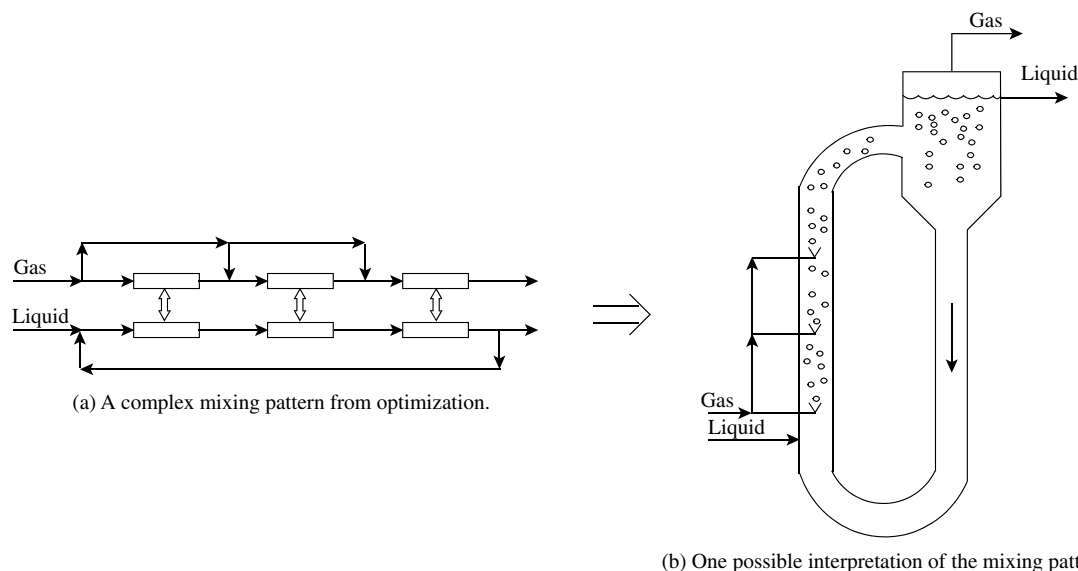 Gas
Liquid
(a) A complex mixing pattern from optimization.
Gas
Liquid
Gas
Liquid
(b) One possible interpretation of the mixing patt